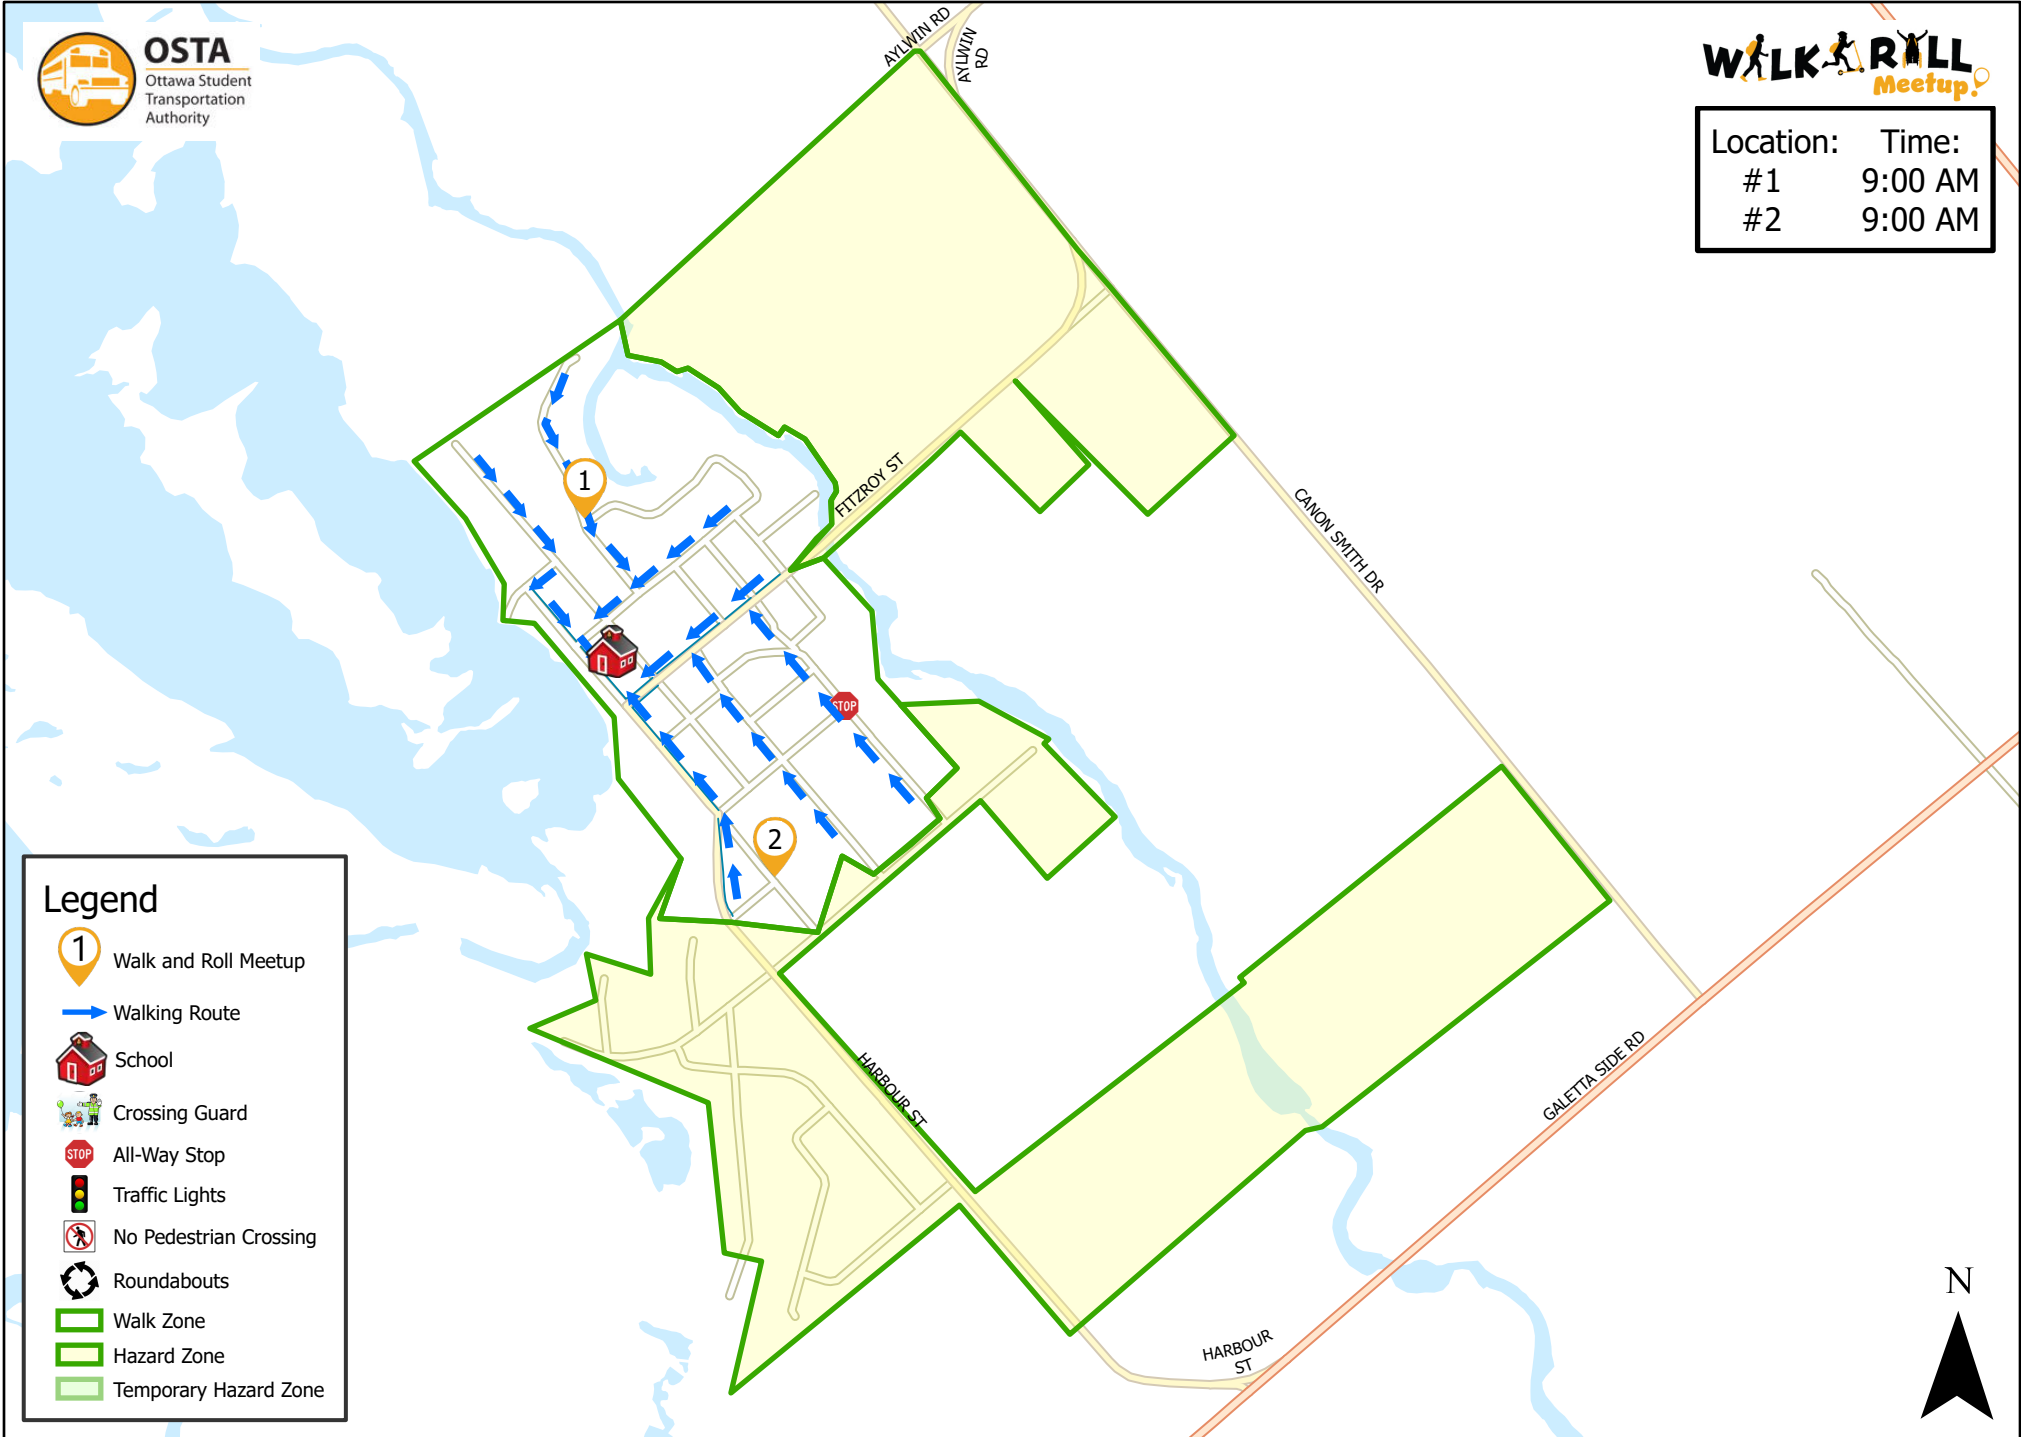 OSTA
Ottawa Student
Transportation
Authority
WALK & ROLL
Meetup!
Location: Time:
#1 9:00 AM
#2 9:00 AM
AYLWIN RD
AYLWIN
RD
FITZROY ST
CANON SMITH DR
1
STOP
2
HARBOUR ST
GALETTA SIDE RD
HARBOUR
ST
Legend
1 Walk and Roll Meetup
Walking Route
School
Crossing Guard
STOP All-Way Stop
Traffic Lights
No Pedestrian Crossing
Roundabouts
Walk Zone
Hazard Zone
Temporary Hazard Zone
N